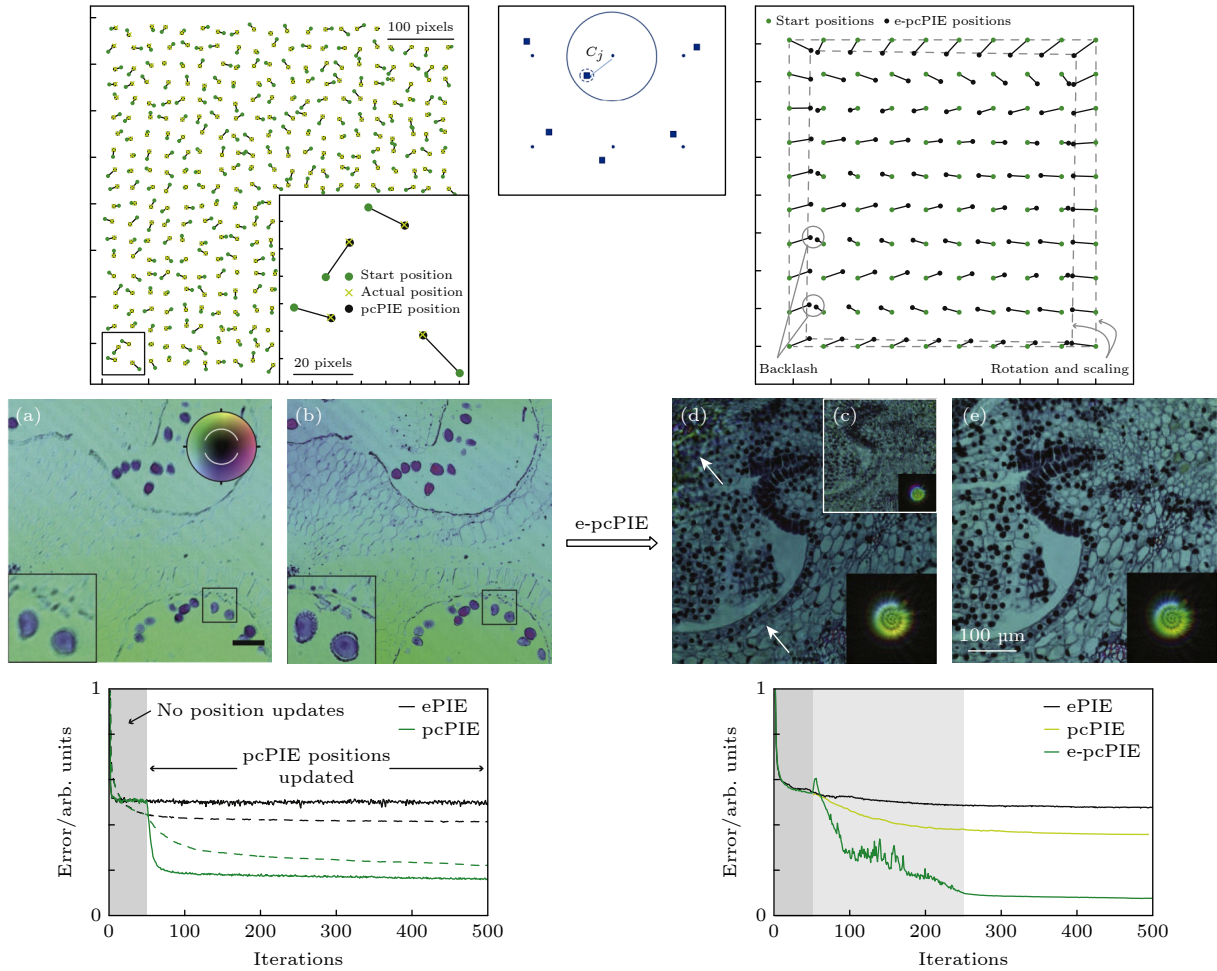 100 pixels
Start position
Actual position
pcPIE position
20 pixels
Cj
Start positions
e-pcPIE positions
Backlash
Rotation and scaling
(a)
(b)
e-pcPIE
(d)
(c)
(e)
100 μm
1
No position updates
ePIE
pcPIE
pcPIE positions
updated
Error/arb. units
0
0
100
200
300
400
500
Iterations
1
ePIE
pcPIE
e-pcPIE
Error/arb. units
0
0
100
200
300
400
500
Iterations